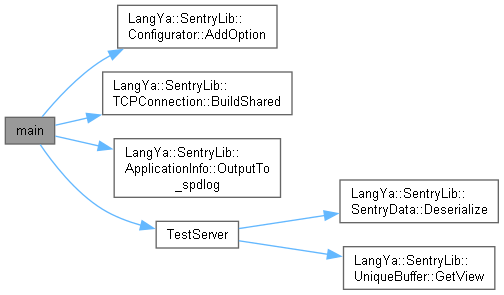 LangYa::SentryLib::
Configurator::AddOption
LangYa::SentryLib::
TCPConnection::BuildShared
main
LangYa::SentryLib::
ApplicationInfo::OutputTo
_spdlog
LangYa::SentryLib::
SentryData::Deserialize
TestServer
LangYa::SentryLib::
UniqueBuffer::GetView